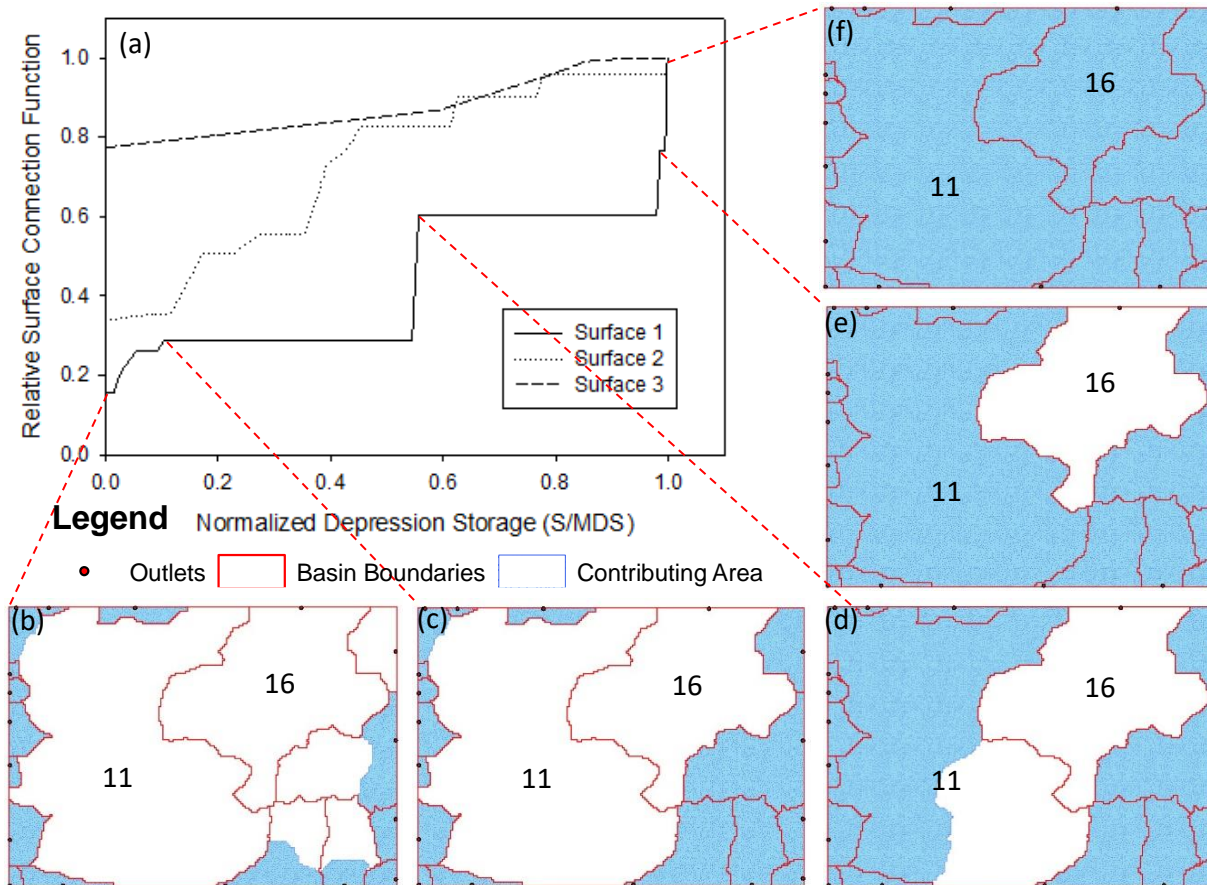 (a)
Relative Surface Connection Function
1.0
0.8
0.6
0.4
0.2
0.0
0.0 0.2 0.4 0.6 0.8 1.0
Normalized Depression Storage (S/MDS)
Surface 1
Surface 2
Surface 3
Legend
Outlets Basin Boundaries Contributing Area
(f)
16
11
(e)
16
11
(b)
16
11
(c)
16
11
(d)
16
11